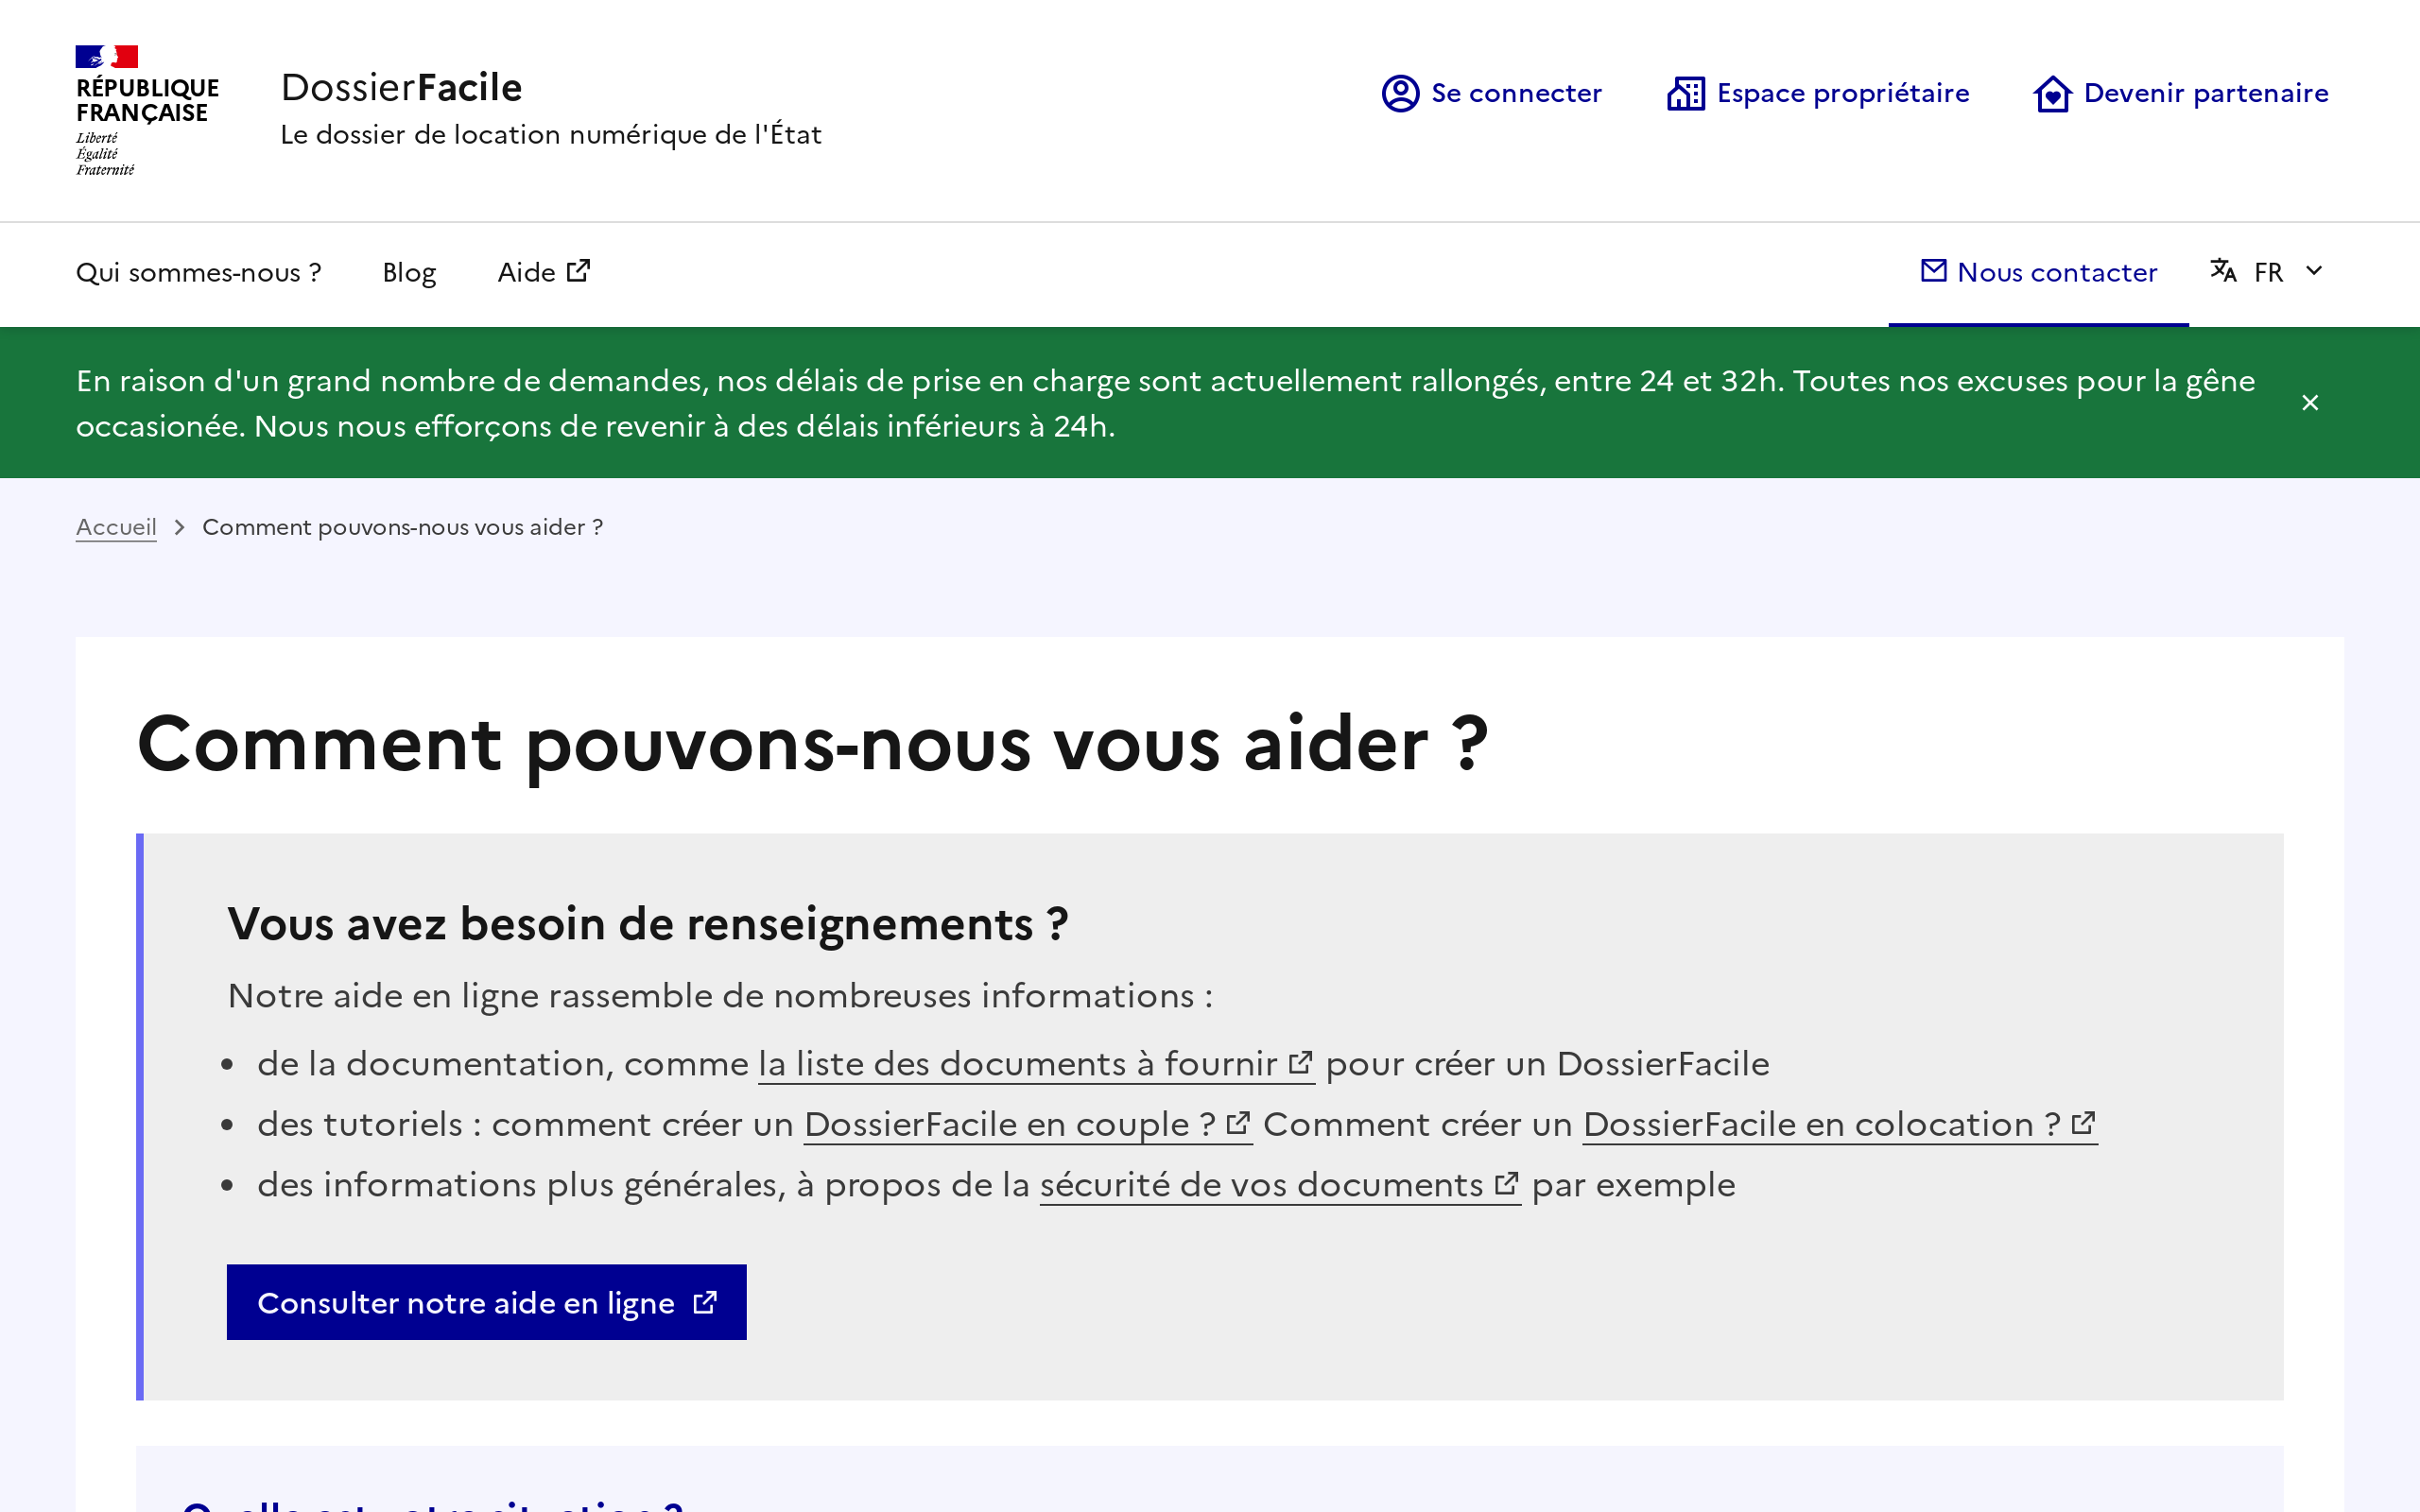 RÉPUBLIQUE
FRANÇAISE
Liberté
Égalité
Fraternité
DossierFacile
Le dossier de location numérique de l'État
Se connecter
Espace propriétaire
Devenir partenaire
Qui sommes-nous ?
Blog
Aide
Nous contacter
FR
En raison d'un grand nombre de demandes, nos délais de prise en charge sont actuellement rallongés, entre 24 et 32h. Toutes nos excuses pour la gêne
occasionée. Nous nous efforçons de revenir à des délais inférieurs à 24h.
Accueil
Comment pouvons-nous vous aider ?
Comment pouvons-nous vous aider ?
Vous avez besoin de renseignements ?
Notre aide en ligne rassemble de nombreuses informations :
• de la documentation, comme la liste des documents à fournir pour créer un DossierFacile
• des tutoriels : comment créer un DossierFacile en couple ? Comment créer un DossierFacile en colocation ?
• des informations plus générales, à propos de la sécurité de vos documents par exemple
Consulter notre aide en ligne
Quelle est votre situation ?